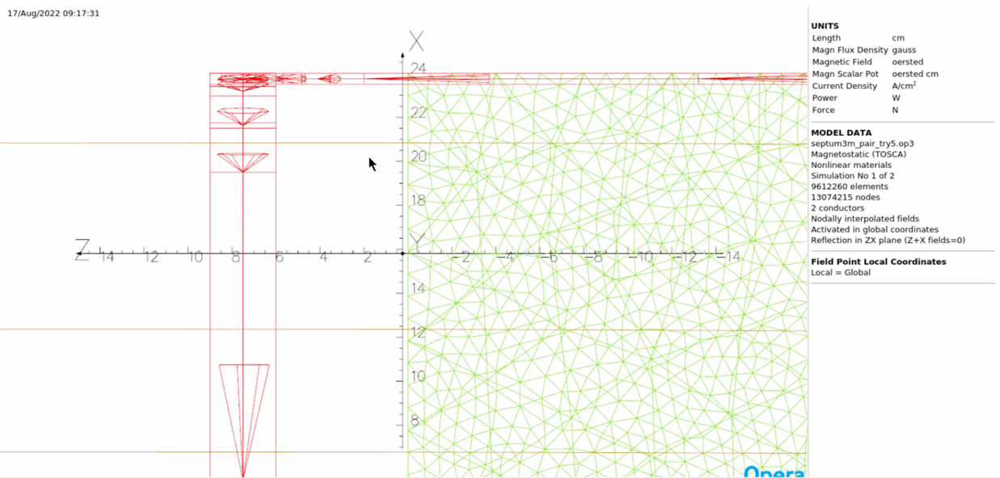 17/Aug/2022 09:17:31
X
24
22
20
18
Z 14 12 10 8 6 4 2 Y −2 −4 −6 −8 −10 −12 −14
14
12
10
8
Opera
UNITS
Length cm
Magn Flux Density gauss
Magnetic Field oersted
Magn Scalar Pot oersted cm
Current Density A/cm²
Power W
Force N
MODEL DATA
septum3m_pair_try5.op3
Magnetostatic (TOSCA)
Nonlinear materials
Simulation No 1 of 2
9612260 elements
13074215 nodes
2 conductors
Nodally interpolated fields
Activated in global coordinates
Reflection in ZX plane (Z+X fields=0)
Field Point Local Coordinates
Local = Global